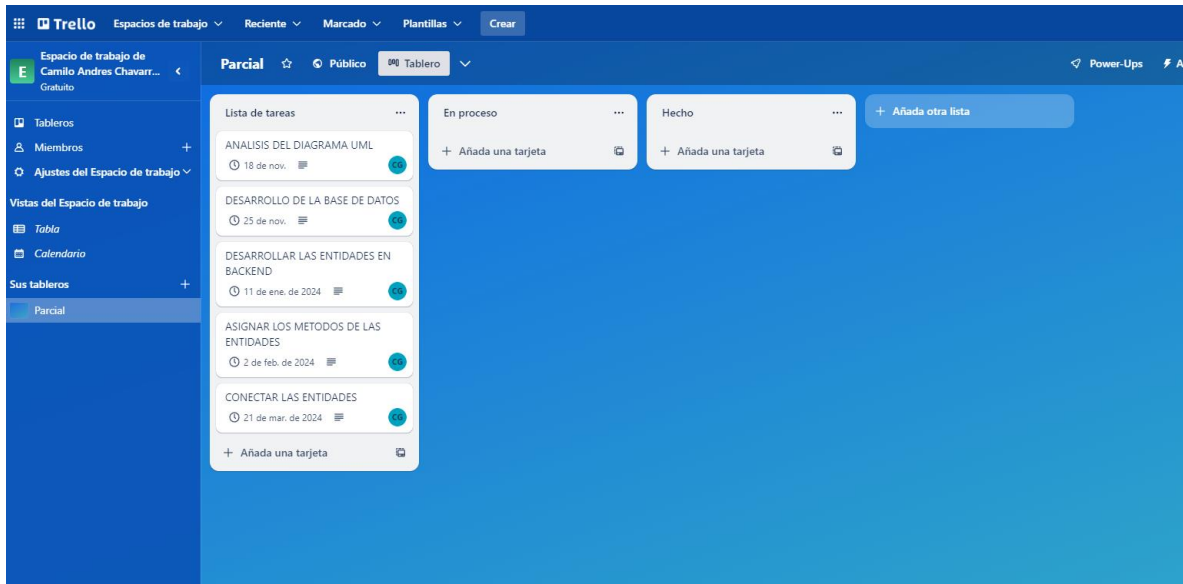 Trello Espacios de trabajo Reciente Marcado Plantillas Crear
E
Espacio de trabajo de
Camilo Andres Chavarr...
Gratuito
Tableros
Miembros
Ajustes del Espacio de trabajo
Vistas del Espacio de trabajo
Tabla
Calendario
Sus tableros
Parcial
Parcial Público Tablero Power-Ups A
Lista de tareas
ANALISIS DEL DIAGRAMA UML
18 de nov. CG
DESARROLLO DE LA BASE DE DATOS
25 de nov. CG
DESARROLLAR LAS ENTIDADES EN
BACKEND
11 de ene. de 2024 CG
ASIGNAR LOS METODOS DE LAS
ENTIDADES
2 de feb. de 2024 CG
CONECTAR LAS ENTIDADES
21 de mar. de 2024 CG
+ Añada una tarjeta
En proceso
+ Añada una tarjeta
Hecho
+ Añada una tarjeta
+ Añada otra lista